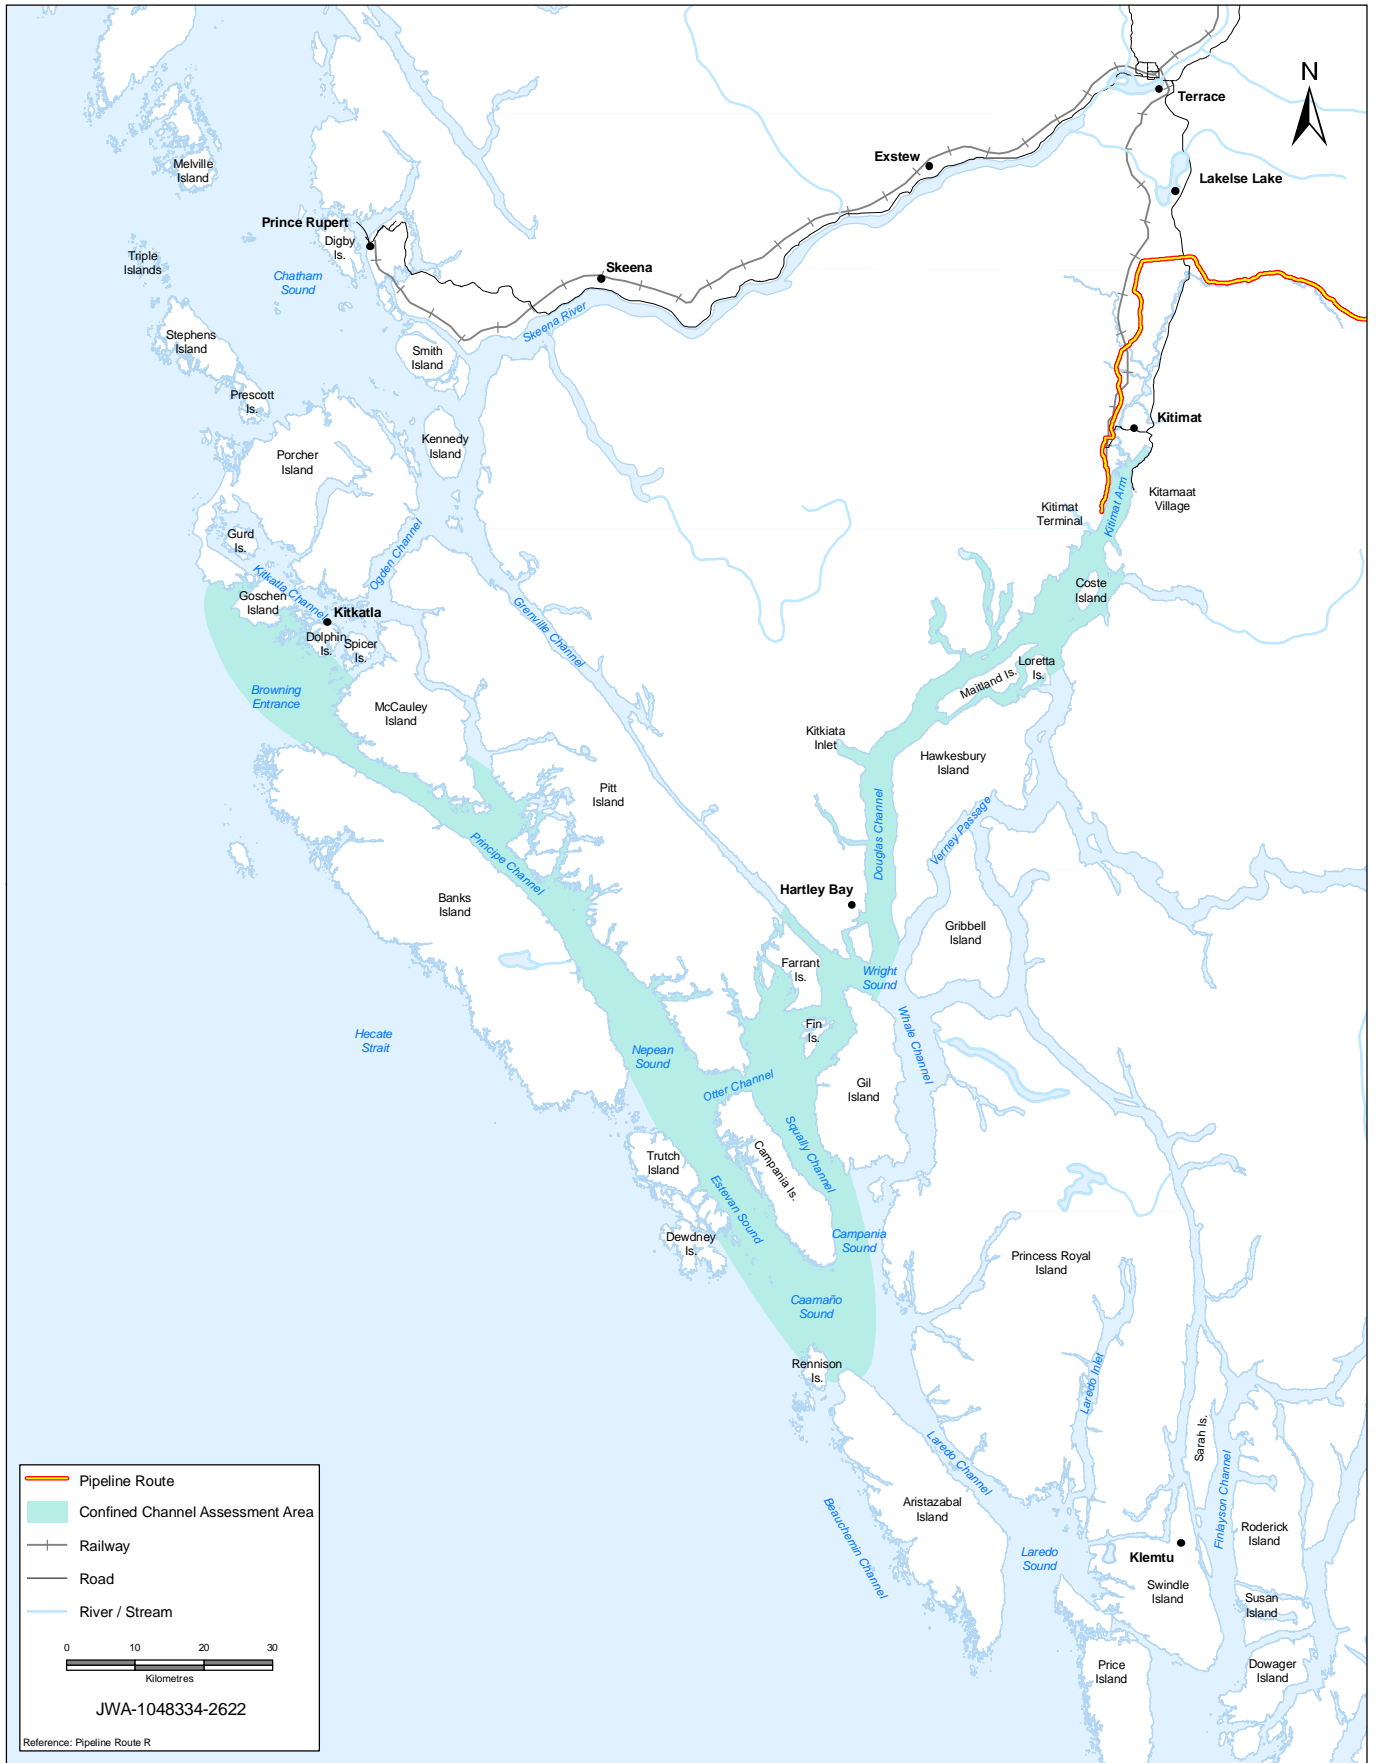 N
Terrace
Exstew
Lakelse Lake
Melville
Island
Prince Rupert
Digby
Is.
Triple
Islands
Chatham
Sound
Skeena
Skeena River
Stephens
Island
Smith
Island
Prescott
Is.
Kennedy
Island
Porcher
Island
Kitimat
Kitamaat
Village
Kitimat
Terminal
Kitimat Arm
Gurd
Is.
Ogden Channel
Kitkatla Channel
Goschen
Island
Kitkatla
Dolphin
Is.
Spicer
Is.
Grenville Channel
Coste
Island
Loretta
Is.
Maitland Is.
Browning
Entrance
McCauley
Island
Kitkiata
Inlet
Hawkesbury
Island
Pitt
Island
Douglas Channel
Verney Passage
Principe Channel
Banks
Island
Hartley Bay
Gribbell
Island
Farrant
Is.
Wright
Sound
Fin
Is.
Whale Channel
Hecate
Strait
Nepean
Sound
Otter Channel
Gil
Island
Squally Channel
Trutch
Island
Campania Is.
Estevan Sound
Dewdney
Is.
Campania
Sound
Princess Royal
Island
Caamaño
Sound
Rennison
Is.
Laredo Inlet
Sarah Is.
Laredo Channel
Finlayson Channel
Aristazabal
Island
Beauchemin Channel
Roderick
Island
Laredo
Sound
Klemtu
Swindle
Island
Susan
Island
Price
Island
Dowager
Island
Pipeline Route
Confined Channel Assessment Area
Railway
Road
River / Stream
0 10 20 30
Kilometres
JWA-1048334-2622
Reference: Pipeline Route R